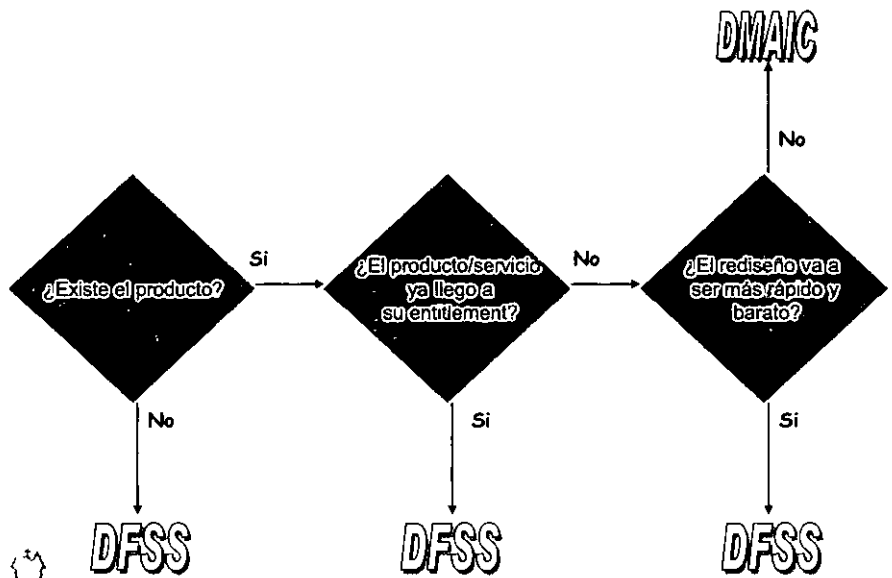 DMAIC
No
¿Existe el producto?
Si
¿El producto/servicio
ya llego a
su entitlement?
No
¿El rediseño va a
ser más rápido y
barato?
No
Si
Si
DFSS
DFSS
DFSS